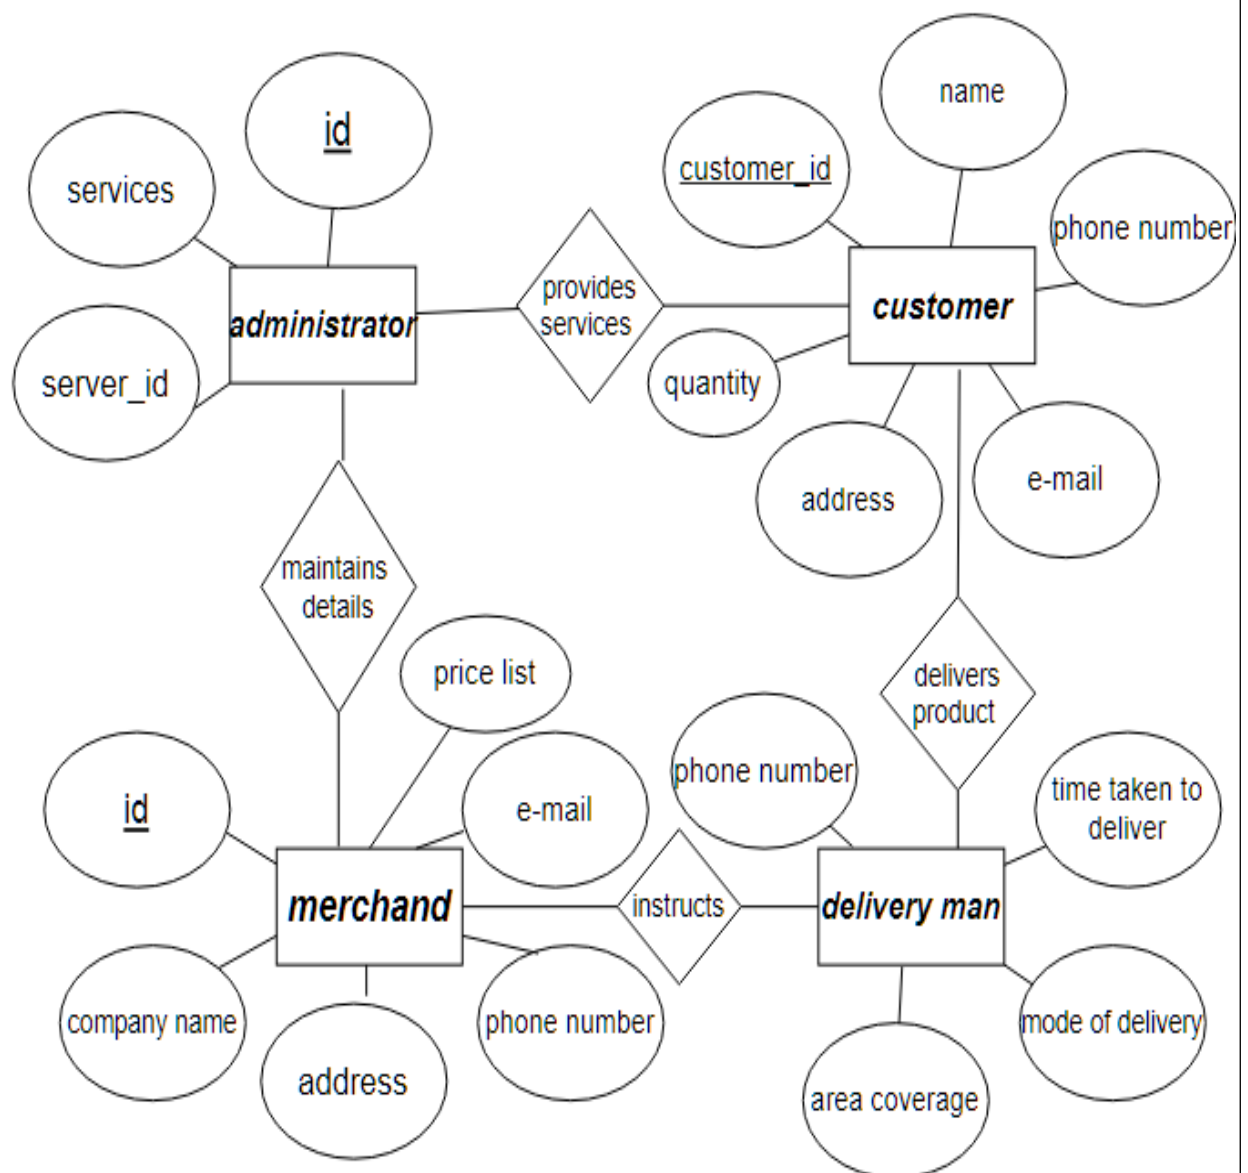 name
id
customer_id
services
phone number
provides
services
customer
administrator
server_id
quantity
address
e-mail
maintains
details
price list
delivers
product
phone number
time taken to
deliver
id
e-mail
merchand
instructs
delivery man
company name
phone number
mode of delivery
address
area coverage